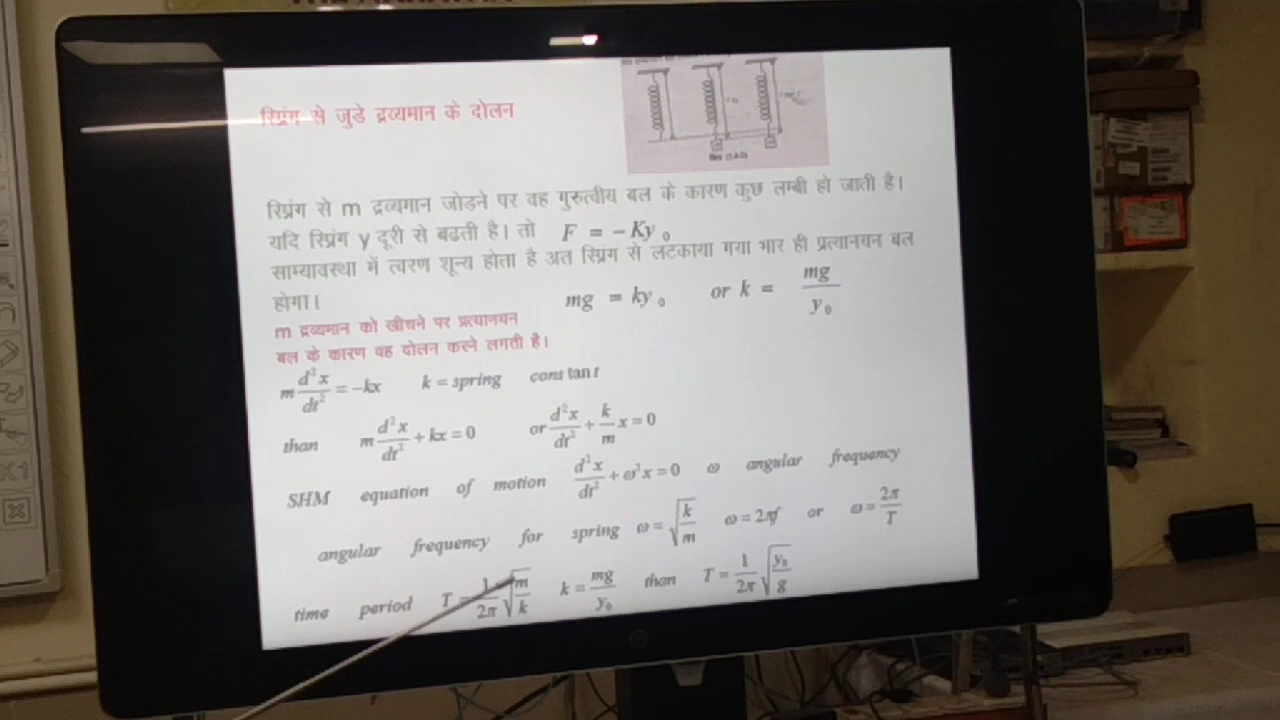 स्प्रिंग से जुडे द्रव्यमान के दोलन
स्प्रिंग से m द्रव्यमान जोडने पर वह गुरुत्वीय बल के कारण कुछ लम्बी हो जाती है।
यदि स्प्रिंग y दूरी से बढती है। तो F = −Ky₀
साम्यावस्था में त्वरण शून्य होता है अत स्प्रिंग से लटकाया गया भार ही प्रत्यानयन बल
होगा। mg = ky₀ or k = mg/y₀
m द्रव्यमान को खीचने पर प्रत्यानयन
बल के कारण वह दोलन करने लगती है।
m d²x/dt² = −kx k = spring constant
than m d²x/dt² + kx = 0 or d²x/dt² + k/m x = 0
SHM equation of motion d²x/dt² + ω²x = 0 ω angular frequency
angular frequency for spring ω = √(k/m) ω = 2πf or ω = 2π/T
time period T = 1/2π √(m/k) k = mg/y₀ than T = 1/2π √(y₀/g)